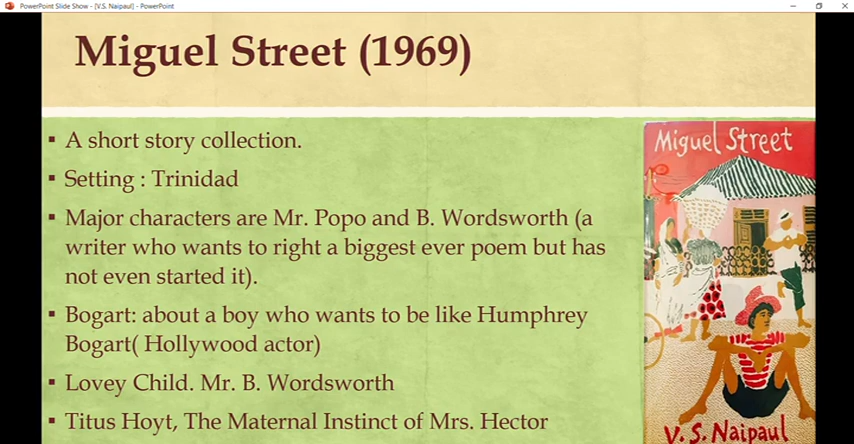 PowerPoint Slide Show - [V.S. Naipaul] - PowerPoint
Miguel Street (1969)
▪ A short story collection.
▪ Setting : Trinidad
▪ Major characters are Mr. Popo and B. Wordsworth (a
writer who wants to right a biggest ever poem but has
not even started it).
▪ Bogart: about a boy who wants to be like Humphrey
Bogart( Hollywood actor)
▪ Lovey Child. Mr. B. Wordsworth
▪ Titus Hoyt, The Maternal Instinct of Mrs. Hector
Miguel Street
V.S. Naipaul